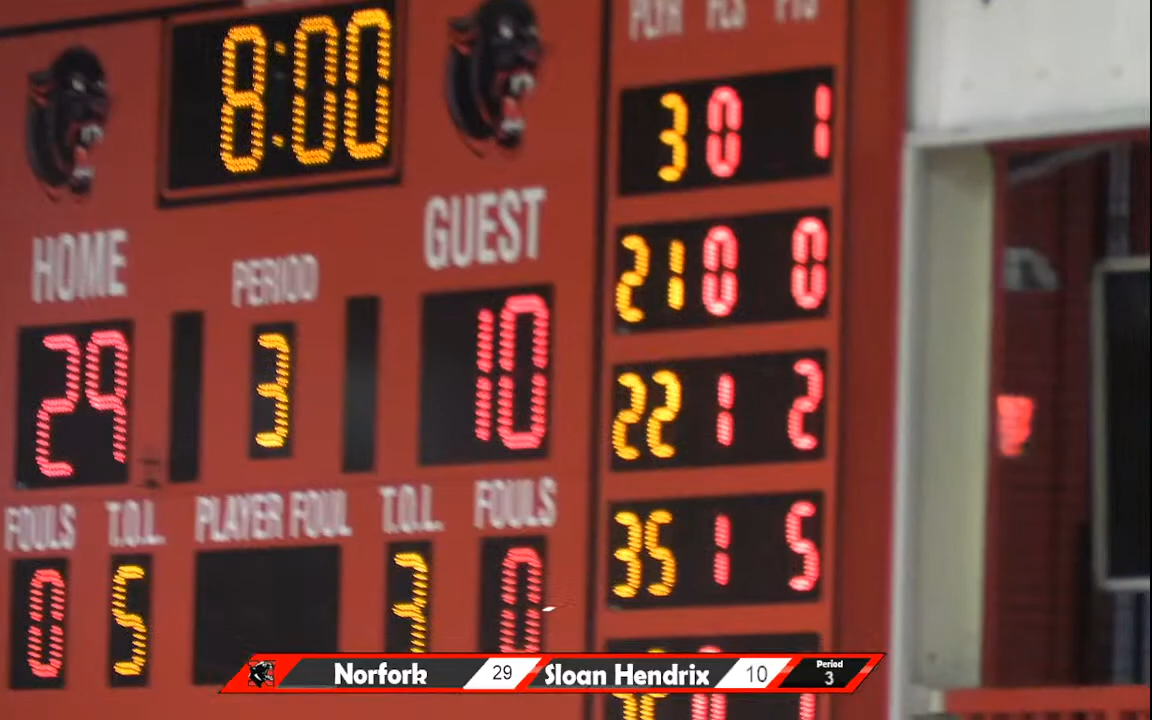 PLYR FLS PTS
8:00
3 0 1
HOME PERIOD GUEST
21 0 0
29 3 10
22 1 2
FOULS T.O.L. PLAYER FOUL T.O.L. FOULS
35 1 5
0 5 3 0
Norfork 29 Sloan Hendrix 10 Period 3